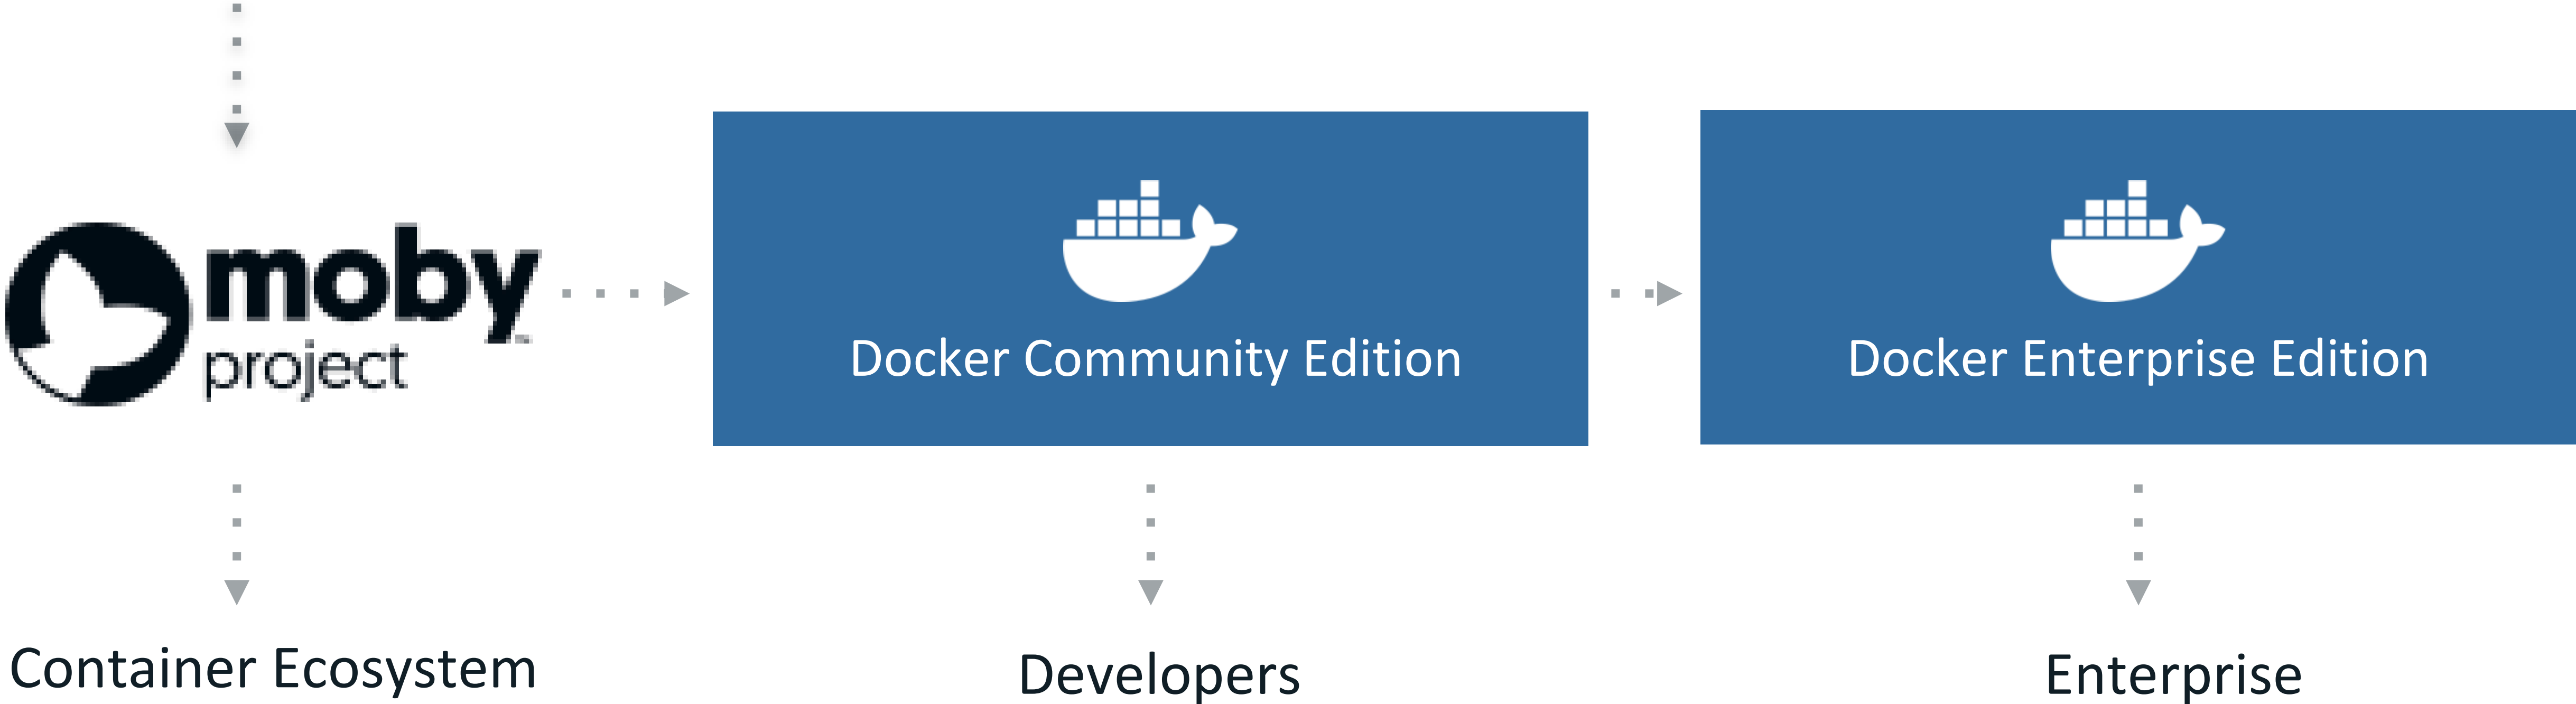 moby
project
Docker Community Edition
Docker Enterprise Edition
Container Ecosystem
Developers
Enterprise